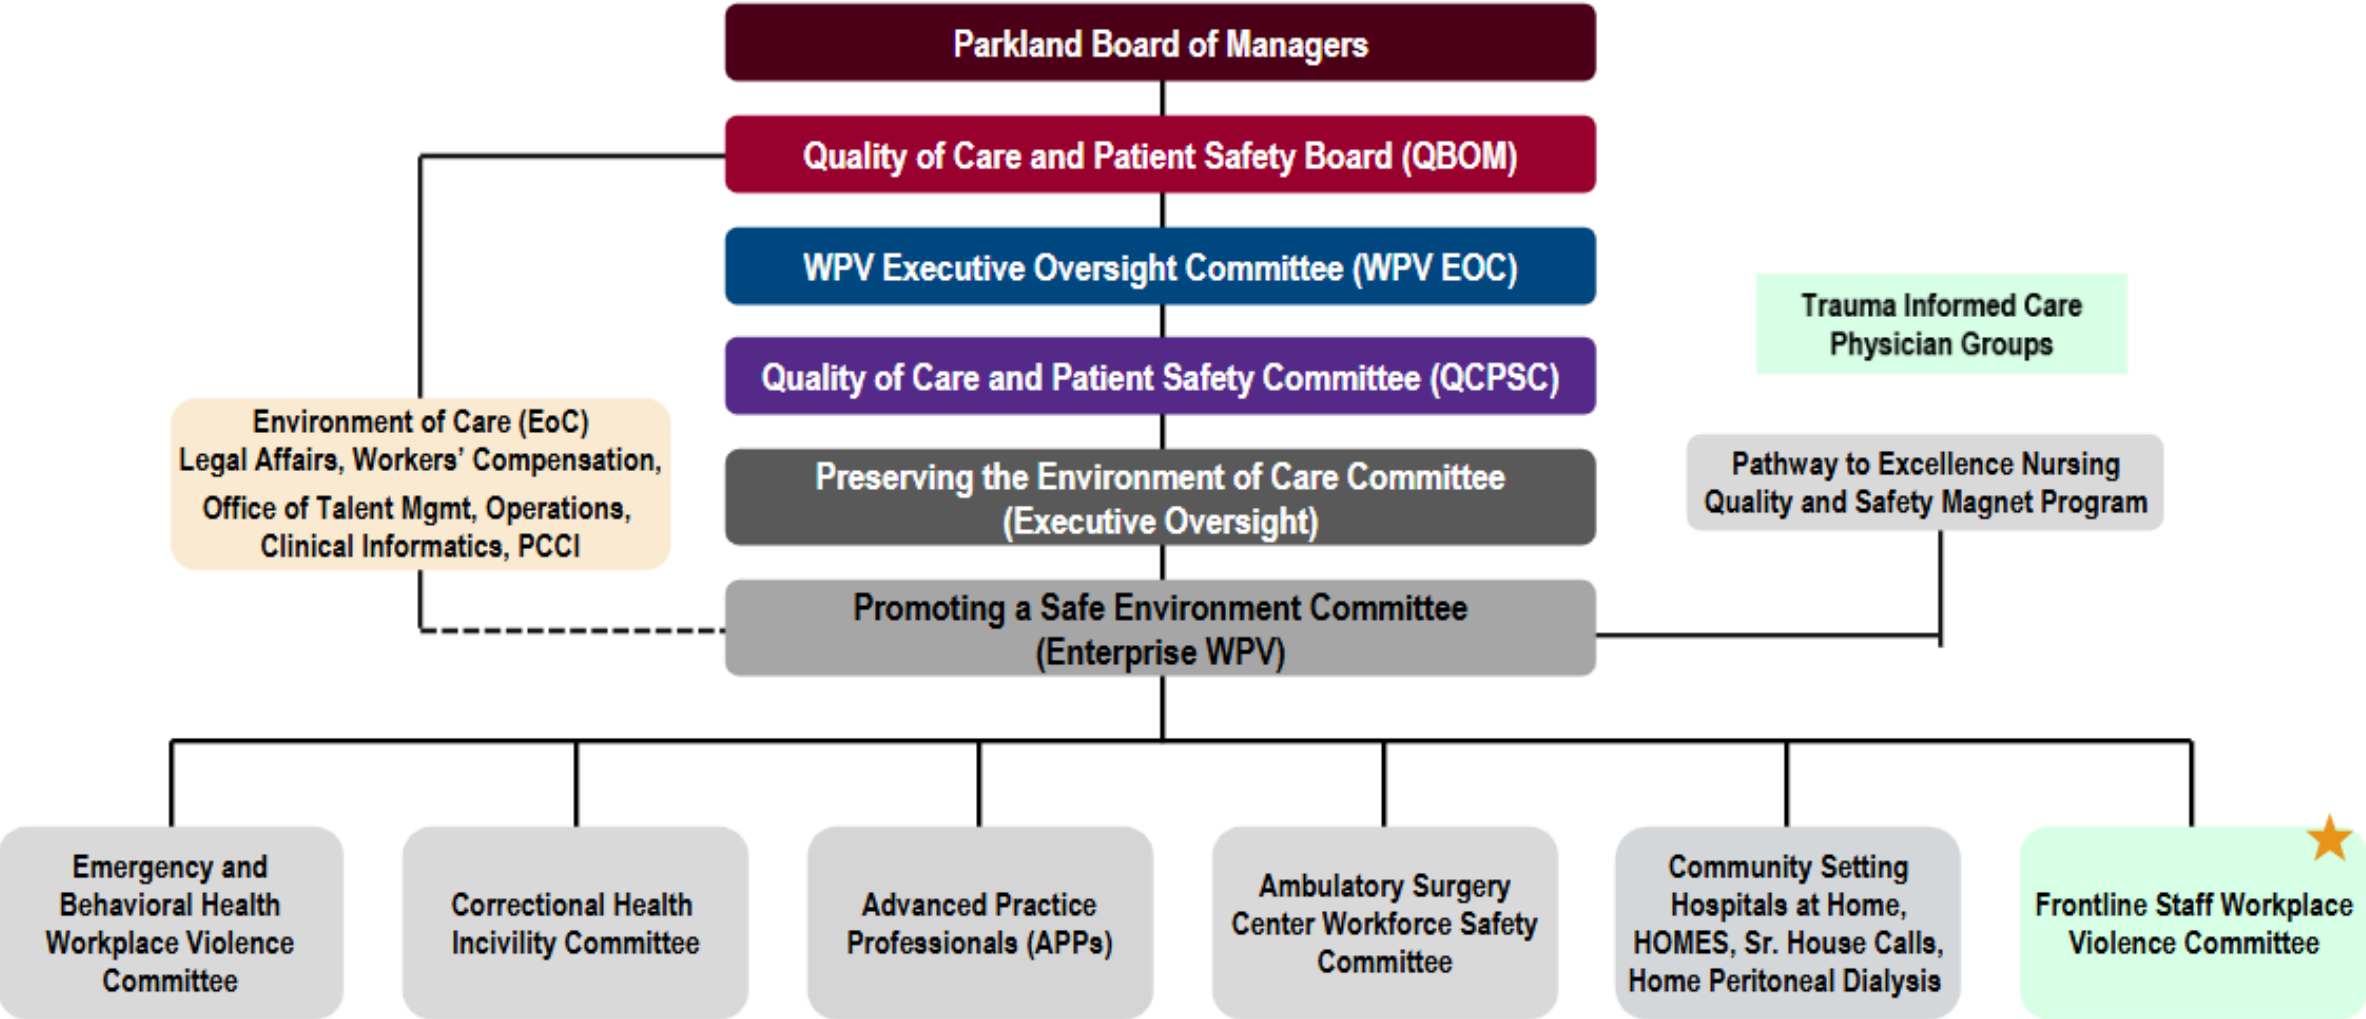 Parkland Board of Managers
Quality of Care and Patient Safety Board (QBOM)
WPV Executive Oversight Committee (WPV EOC)
Trauma Informed Care
Physician Groups
Quality of Care and Patient Safety Committee (QCPSC)
Environment of Care (EoC)
Legal Affairs, Workers’ Compensation,
Office of Talent Mgmt, Operations,
Clinical Informatics, PCCI
Preserving the Environment of Care Committee
(Executive Oversight)
Pathway to Excellence Nursing
Quality and Safety Magnet Program
Promoting a Safe Environment Committee
(Enterprise WPV)
Emergency and
Behavioral Health
Workplace Violence
Committee
Correctional Health
Incivility Committee
Advanced Practice
Professionals (APPs)
Ambulatory Surgery
Center Workforce Safety
Committee
Community Setting
Hospitals at Home,
HOMES, Sr. House Calls,
Home Peritoneal Dialysis
Frontline Staff Workplace
Violence Committee